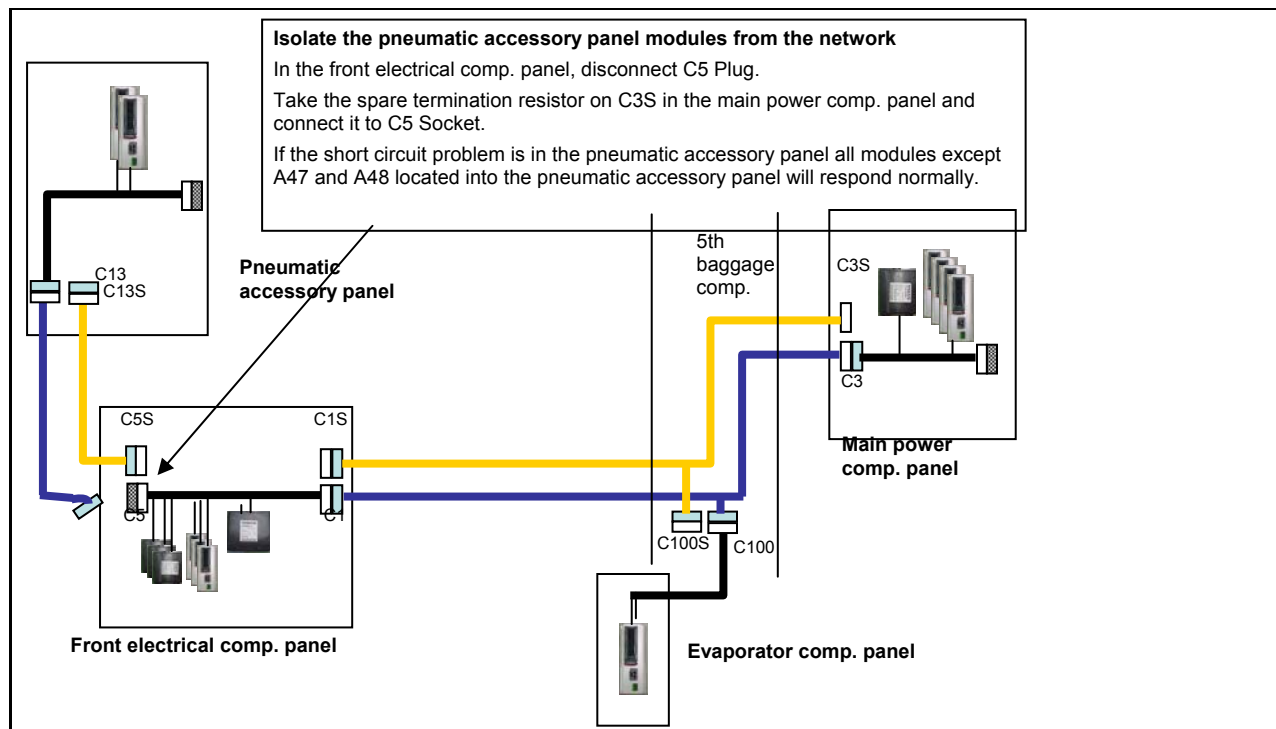 Isolate the pneumatic accessory panel modules from the network
In the front electrical comp. panel, disconnect C5 Plug.
Take the spare termination resistor on C3S in the main power comp. panel and
connect it to C5 Socket.
If the short circuit problem is in the pneumatic accessory panel all modules except
A47 and A48 located into the pneumatic accessory panel will respond normally.
C13
C13S
Pneumatic
accessory panel
5th
baggage
comp.
C3S
C3
Main power
comp. panel
C5S
C1S
C5
C1
C100S
C100
Front electrical comp. panel
Evaporator comp. panel